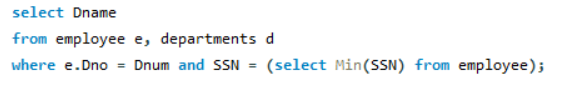 select Dname
from employee e, departments d
where e.Dno = Dnum and SSN = (select Min(SSN) from employee);